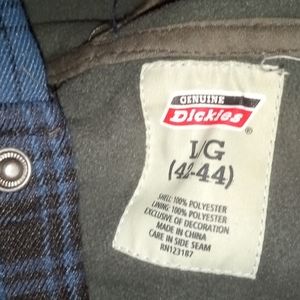 GENUINE
Dickies
®
L/G
(42-44)
SHELL: 100% POLYESTER
LINING: 100% POLYESTER
EXCLUSIVE OF DECORATION
MADE IN CHINA
CARE IN SIDE SEAM
RN123187